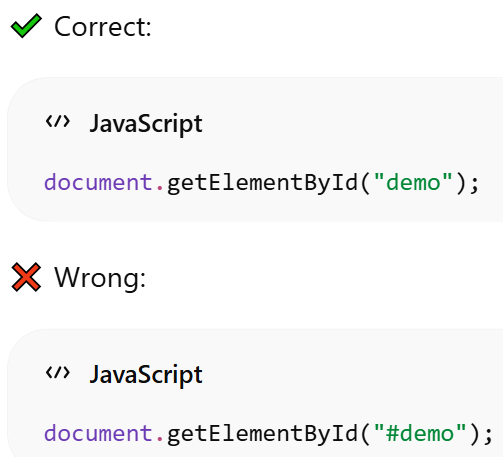 ✔ Correct:
</> JavaScript
document.getElementById("demo");
❌ Wrong:
</> JavaScript
document.getElementById("#demo");